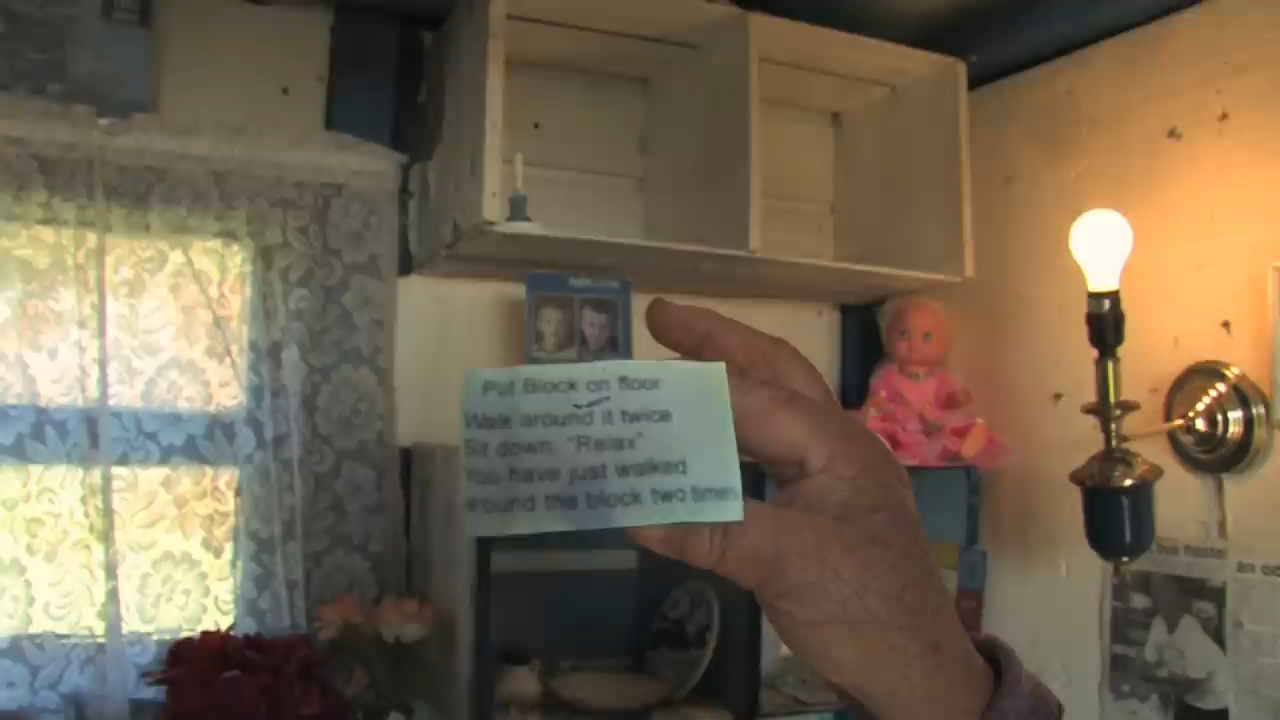 Put Block on floor
Walk around it twice
Sit down. "Relax"
You have just walked
around the block two times